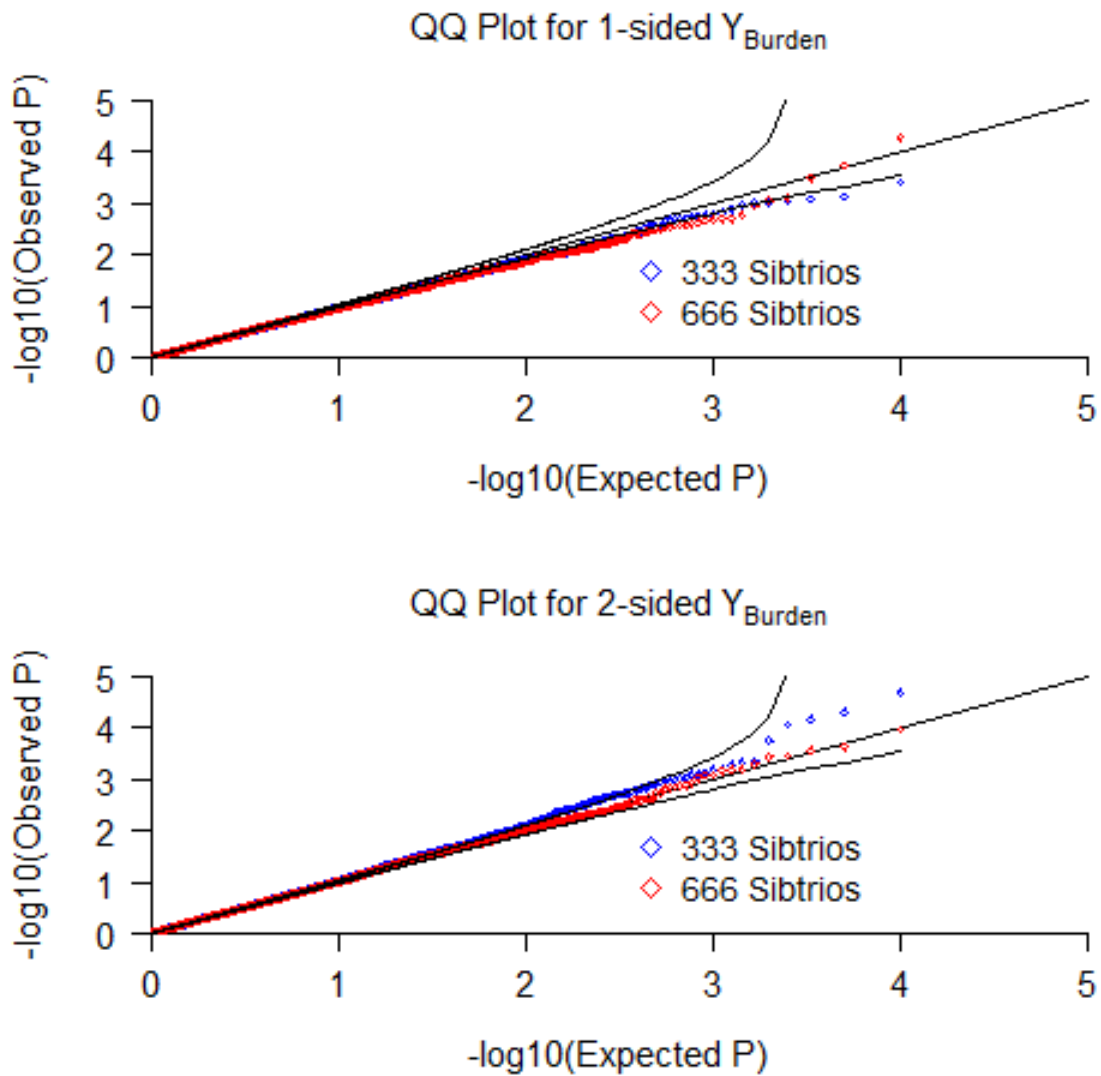 QQ Plot for 1-sided Y_Burden
-log10(Observed P)
5
4
3
2
1
0
333 Sibtrios
666 Sibtrios
0 1 2 3 4 5
-log10(Expected P)
QQ Plot for 2-sided Y_Burden
-log10(Observed P)
5
4
3
2
1
0
333 Sibtrios
666 Sibtrios
0 1 2 3 4 5
-log10(Expected P)